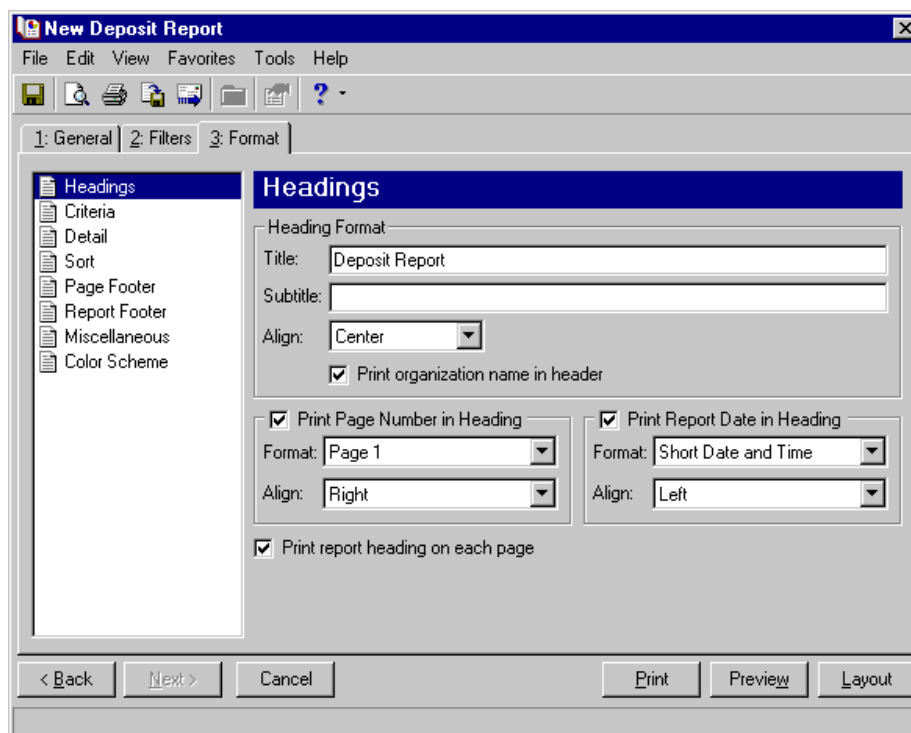 New Deposit Report
File Edit View Favorites Tools Help
?
1: General 2: Filters 3: Format
Headings
Criteria
Detail
Sort
Page Footer
Report Footer
Miscellaneous
Color Scheme
Headings
Heading Format
Title: Deposit Report
Subtitle:
Align: Center
Print organization name in header
Print Page Number in Heading
Format: Page 1
Align: Right
Print Report Date in Heading
Format: Short Date and Time
Align: Left
Print report heading on each page
< Back Next > Cancel Print Preview Layout